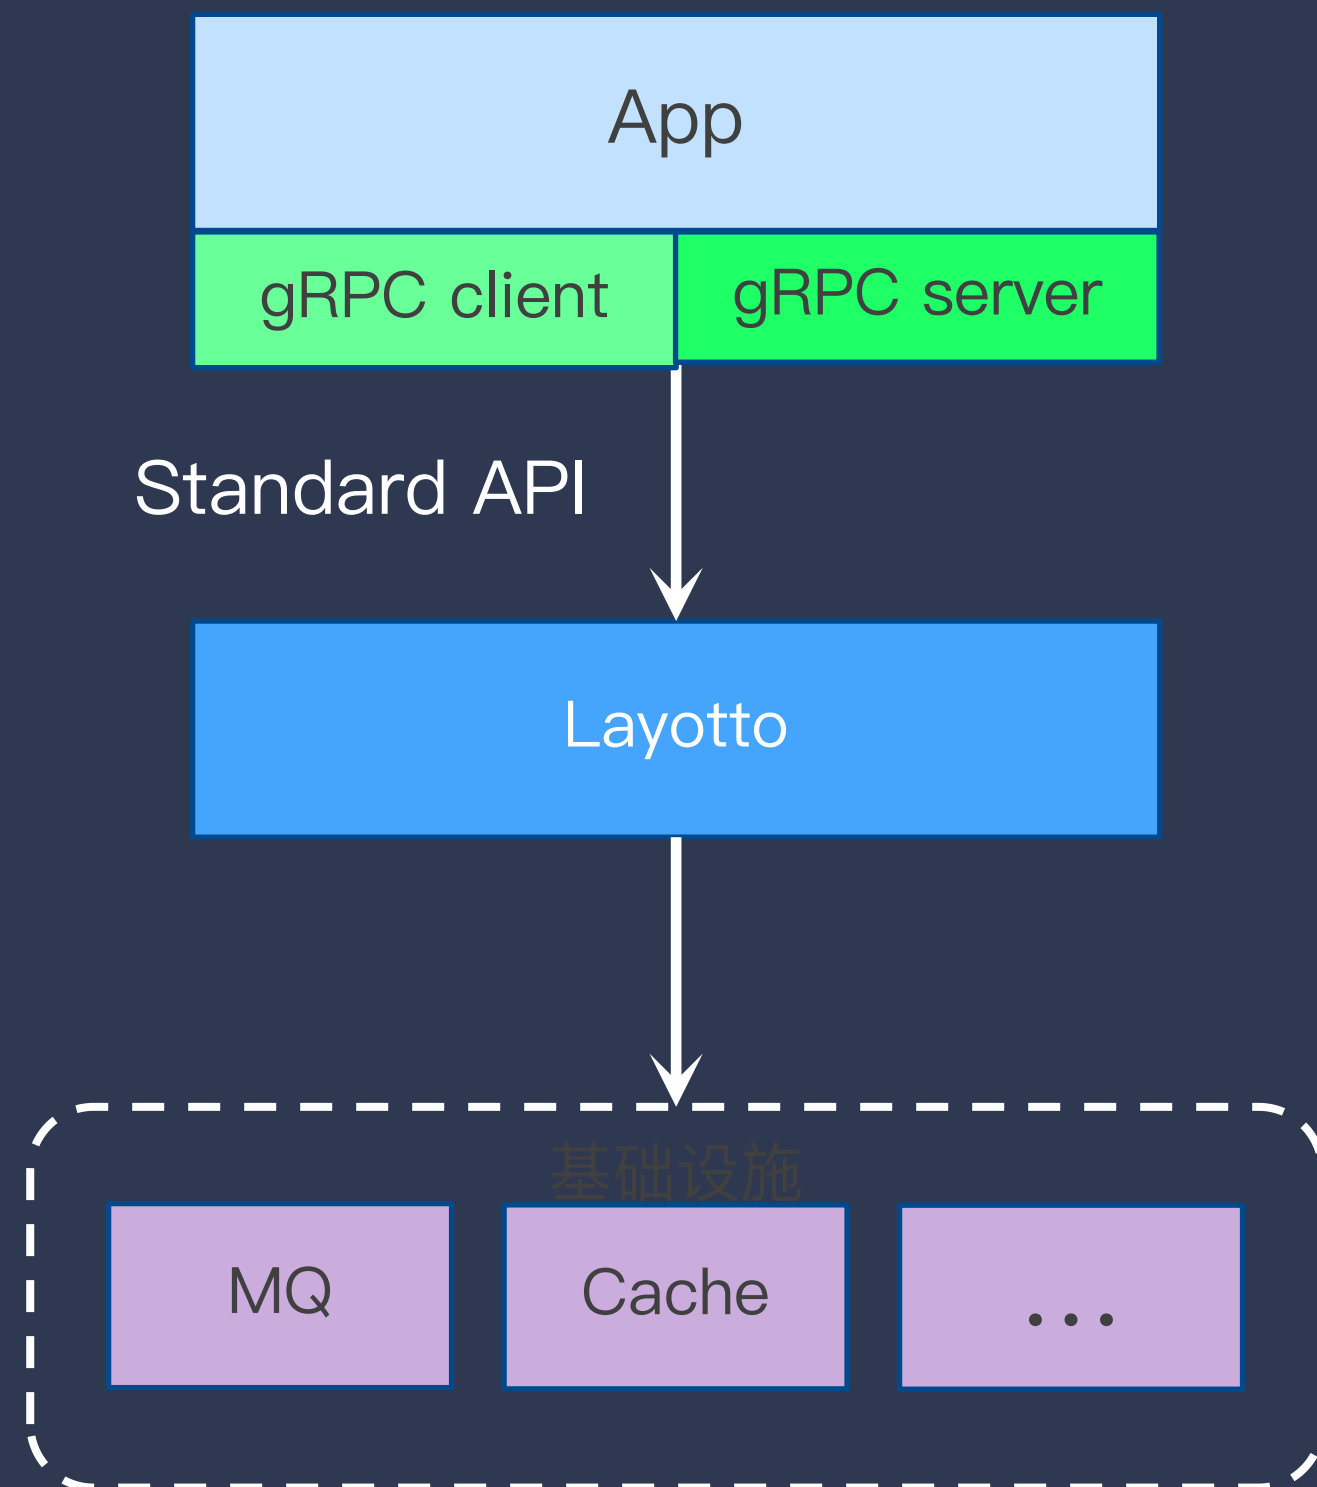 App
gRPC client
gRPC server
Standard API
Layotto
基础设施
MQ
Cache
...